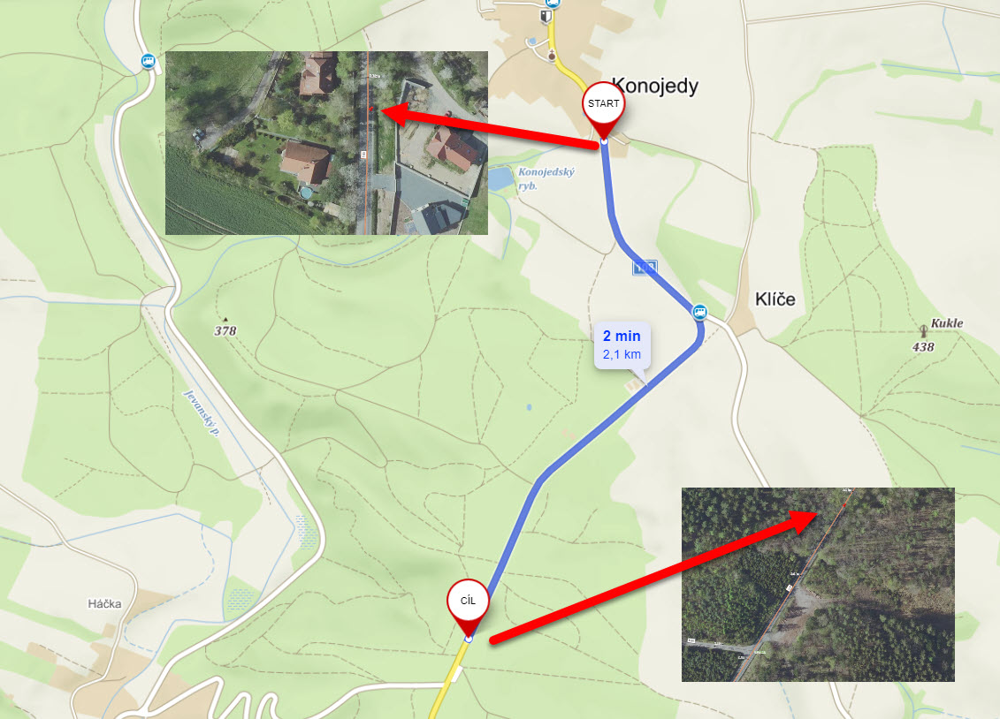 Konojedy
START
Konojedský
ryb.
Klíče
Kukle
438
378
2 min
2,1 km
Jevanský p.
CÍL
Háčka